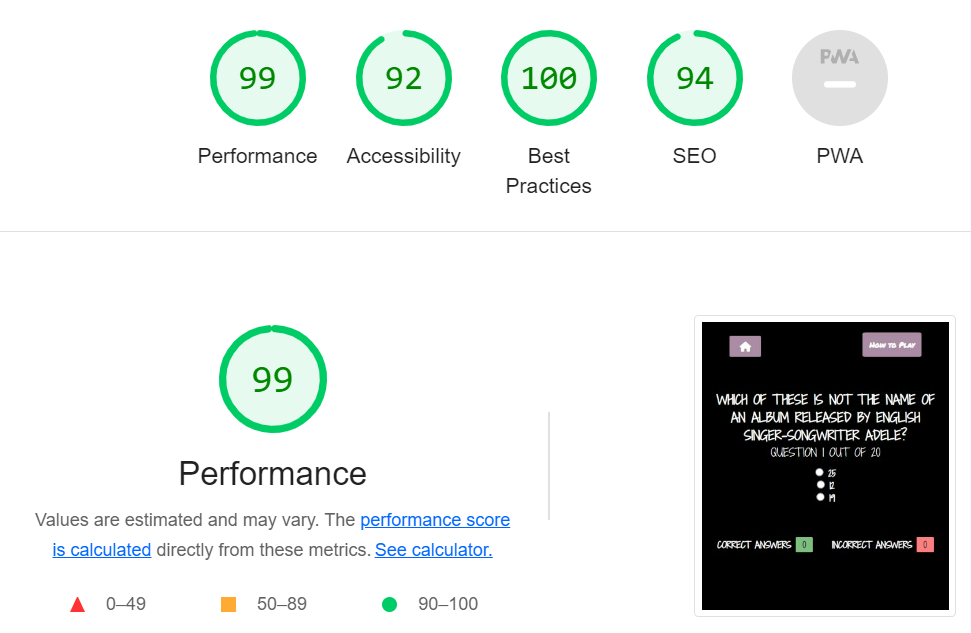 99
92
100
94
PWA
Performance
Accessibility
Best
Practices
SEO
PWA
99
Performance
Values are estimated and may vary. The performance score
is calculated directly from these metrics. See calculator.
0–49
50–89
90–100
How to Play
WHICH OF THESE IS NOT THE NAME OF
AN ALBUM RELEASED BY ENGLISH
SINGER-SONGWRITER ADELE?
QUESTION 1 OUT OF 20
25
12
19
CORRECT ANSWERS 0
INCORRECT ANSWERS 0